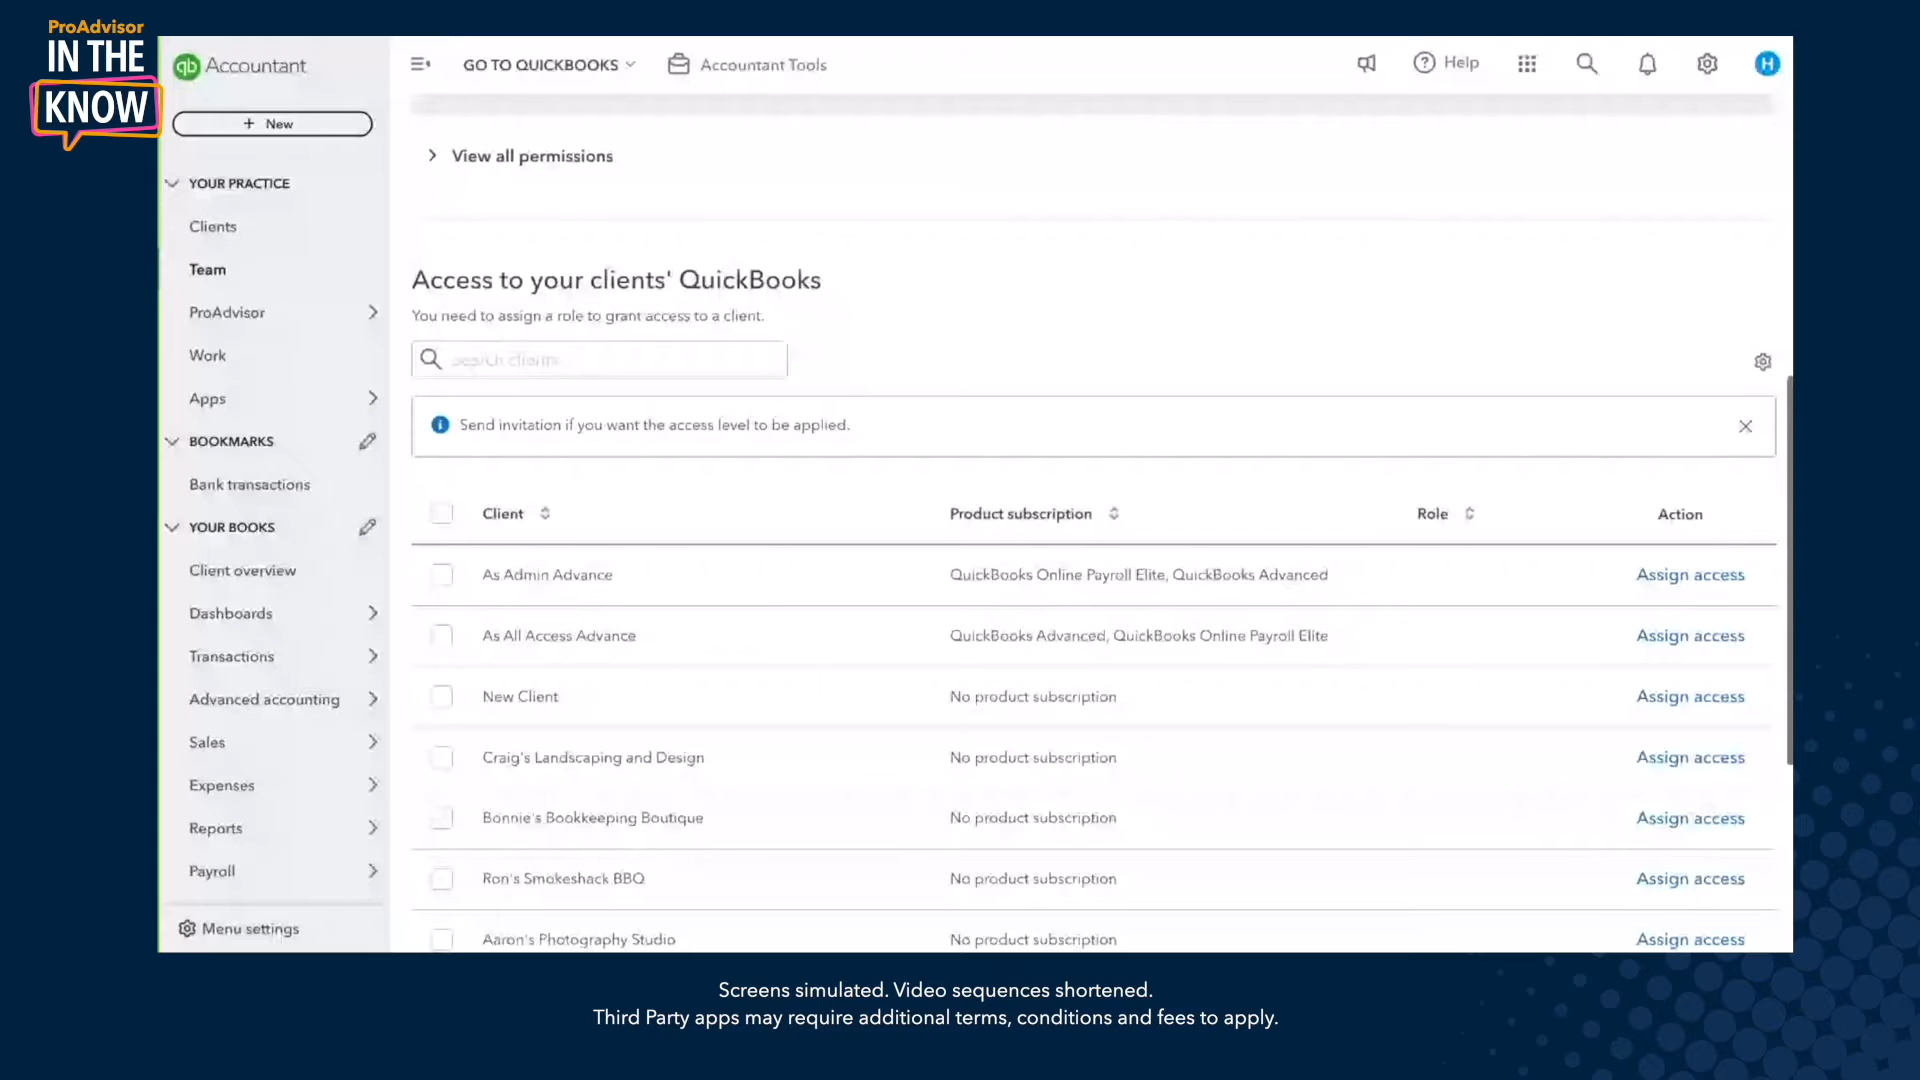 ProAdvisor
IN THE
KNOW
qb Accountant
GO TO QUICKBOOKS
Accountant Tools
Help
H
+ New
YOUR PRACTICE
Clients
Team
ProAdvisor
Work
Apps
BOOKMARKS
Bank transactions
YOUR BOOKS
Client overview
Dashboards
Transactions
Advanced accounting
Sales
Expenses
Reports
Payroll
Menu settings
View all permissions
Access to your clients' QuickBooks
You need to assign a role to grant access to a client.
Search clients
Send invitation if you want the access level to be applied.
Client Product subscription Role Action
As Admin Advance QuickBooks Online Payroll Elite, QuickBooks Advanced Assign access
As All Access Advance QuickBooks Advanced, QuickBooks Online Payroll Elite Assign access
New Client No product subscription Assign access
Craig's Landscaping and Design No product subscription Assign access
Bonnie's Bookkeeping Boutique No product subscription Assign access
Ron's Smokeshack BBQ No product subscription Assign access
Aaron's Photography Studio No product subscription Assign access
Screens simulated. Video sequences shortened.
Third Party apps may require additional terms, conditions and fees to apply.